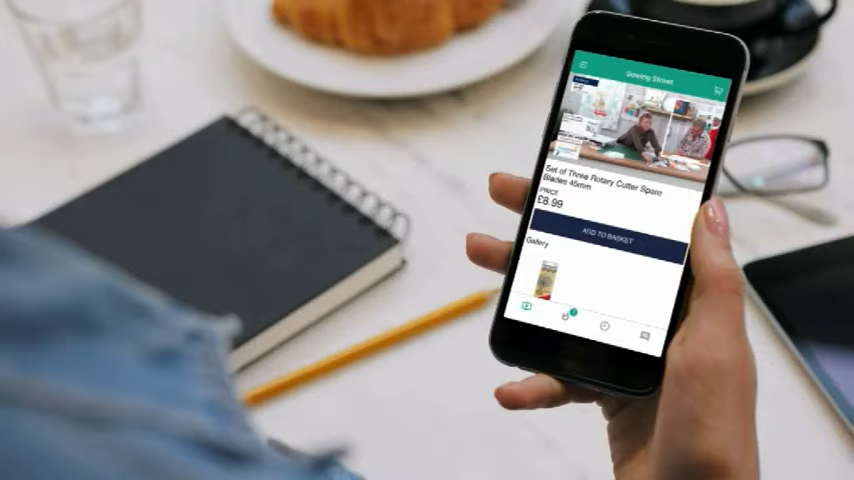 Sewing Street
Set of Three Rotary Cutter Spare
Blades 45mm
PRICE
£8.99
ADD TO BASKET
Gallery